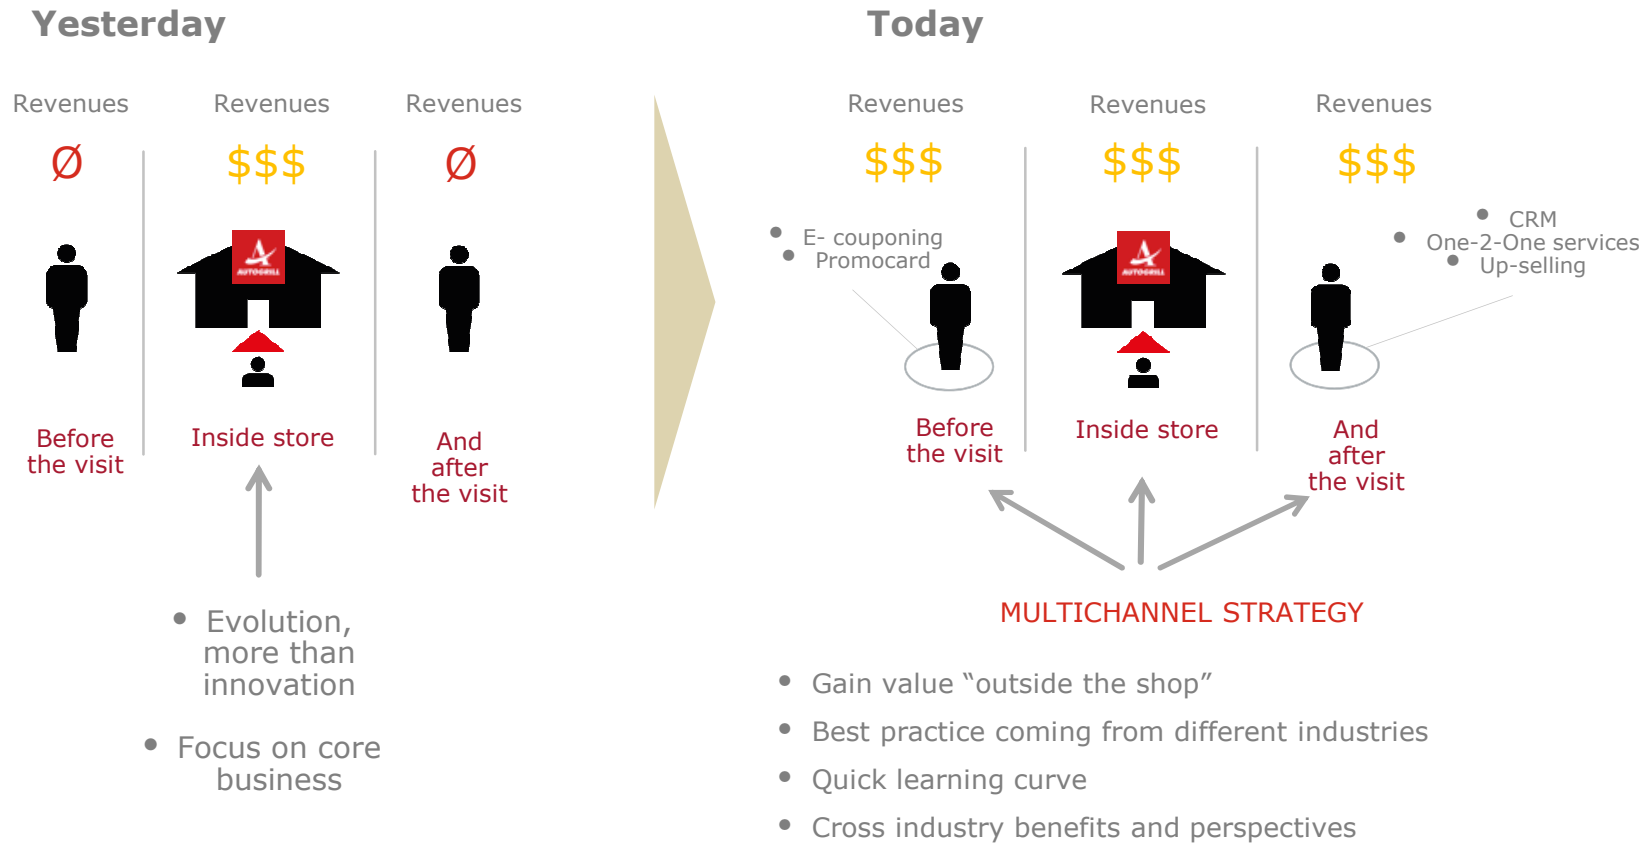 Yesterday
Revenues
Revenues
Revenues
Ø
$$$
Ø
AUTOGRILL
Before
the visit
Inside store
And
after
the visit
• Evolution,
more than
innovation
• Focus on core
business
Today
Revenues
Revenues
Revenues
$$$
$$$
$$$
• E- couponing
• Promocard
AUTOGRILL
• CRM
• One-2-One services
• Up-selling
Before
the visit
Inside store
And
after
the visit
MULTICHANNEL STRATEGY
• Gain value “outside the shop”
• Best practice coming from different industries
• Quick learning curve
• Cross industry benefits and perspectives